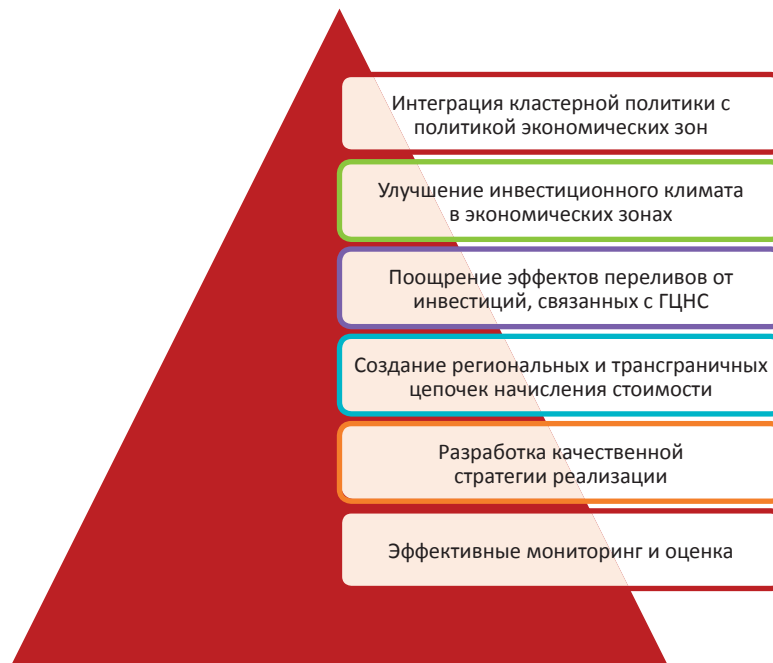 Интеграция кластерной политики с
политикой экономических зон
Улучшение инвестиционного климата
в экономических зонах
Поощрение эффектов переливов от
инвестиций, связанных с ГЦНС
Создание региональных и трансграничных
цепочек начисления стоимости
Разработка качественной
стратегии реализации
Эффективные мониторинг и оценка